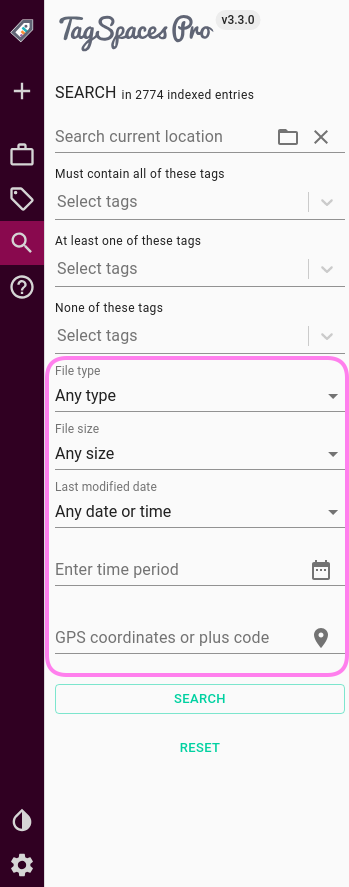 TagSpaces Pro v3.3.0
SEARCH in 2774 indexed entries
Search current location
Must contain all of these tags
Select tags
At least one of these tags
Select tags
None of these tags
Select tags
File type
Any type
File size
Any size
Last modified date
Any date or time
Enter time period
GPS coordinates or plus code
SEARCH
RESET